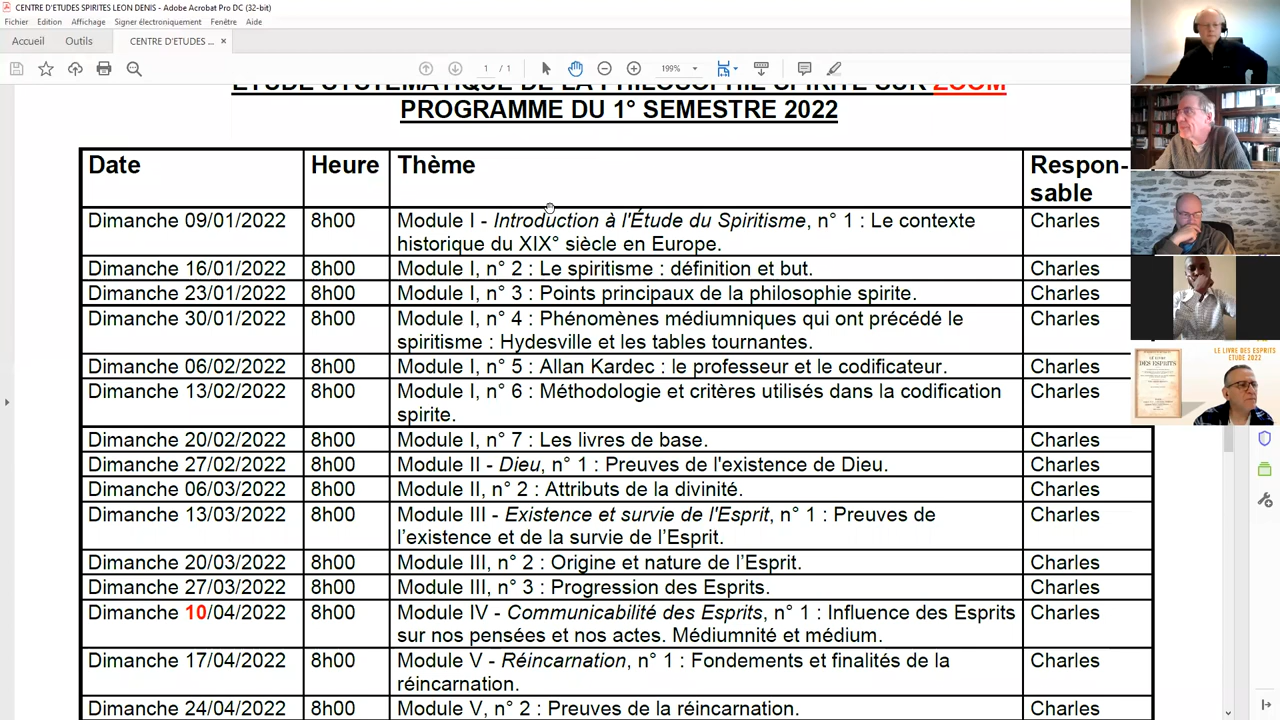 CENTRE D'ETUDES SPIRITES LEON DENIS - Adobe Acrobat Pro DC (32-bit)
Fichier Edition Affichage Signer électroniquement Fenêtre Aide
Accueil Outils CENTRE D'ETUDES ... ×
1 / 1 199%
ETUDE SYSTEMATIQUE DE LA PHILOSOPHIE SPIRITE SUR ZOOM
PROGRAMME DU 1° SEMESTRE 2022
Date Heure Thème Respon-
sable
Dimanche 09/01/2022 8h00 Module I - Introduction à l'Étude du Spiritisme, n° 1 : Le contexte Charles
historique du XIX° siècle en Europe.
Dimanche 16/01/2022 8h00 Module I, n° 2 : Le spiritisme : définition et but. Charles
Dimanche 23/01/2022 8h00 Module I, n° 3 : Points principaux de la philosophie spirite. Charles
Dimanche 30/01/2022 8h00 Module I, n° 4 : Phénomènes médiumniques qui ont précédé le Charles
spiritisme : Hydesville et les tables tournantes.
Dimanche 06/02/2022 8h00 Module I, n° 5 : Allan Kardec : le professeur et le codificateur. Charles
Dimanche 13/02/2022 8h00 Module I, n° 6 : Méthodologie et critères utilisés dans la codification Charles
spirite.
Dimanche 20/02/2022 8h00 Module I, n° 7 : Les livres de base. Charles
Dimanche 27/02/2022 8h00 Module II - Dieu, n° 1 : Preuves de l'existence de Dieu. Charles
Dimanche 06/03/2022 8h00 Module II, n° 2 : Attributs de la divinité. Charles
Dimanche 13/03/2022 8h00 Module III - Existence et survie de l'Esprit, n° 1 : Preuves de Charles
l’existence et de la survie de l’Esprit.
Dimanche 20/03/2022 8h00 Module III, n° 2 : Origine et nature de l’Esprit. Charles
Dimanche 27/03/2022 8h00 Module III, n° 3 : Progression des Esprits. Charles
Dimanche 10/04/2022 8h00 Module IV - Communicabilité des Esprits, n° 1 : Influence des Esprits Charles
sur nos pensées et nos actes. Médiumnité et médium.
Dimanche 17/04/2022 8h00 Module V - Réincarnation, n° 1 : Fondements et finalités de la Charles
réincarnation.
Dimanche 24/04/2022 8h00 Module V, n° 2 : Preuves de la réincarnation. Charles
LE LIVRE DES ESPRITS
ETUDE 2022
DES ESPRITS